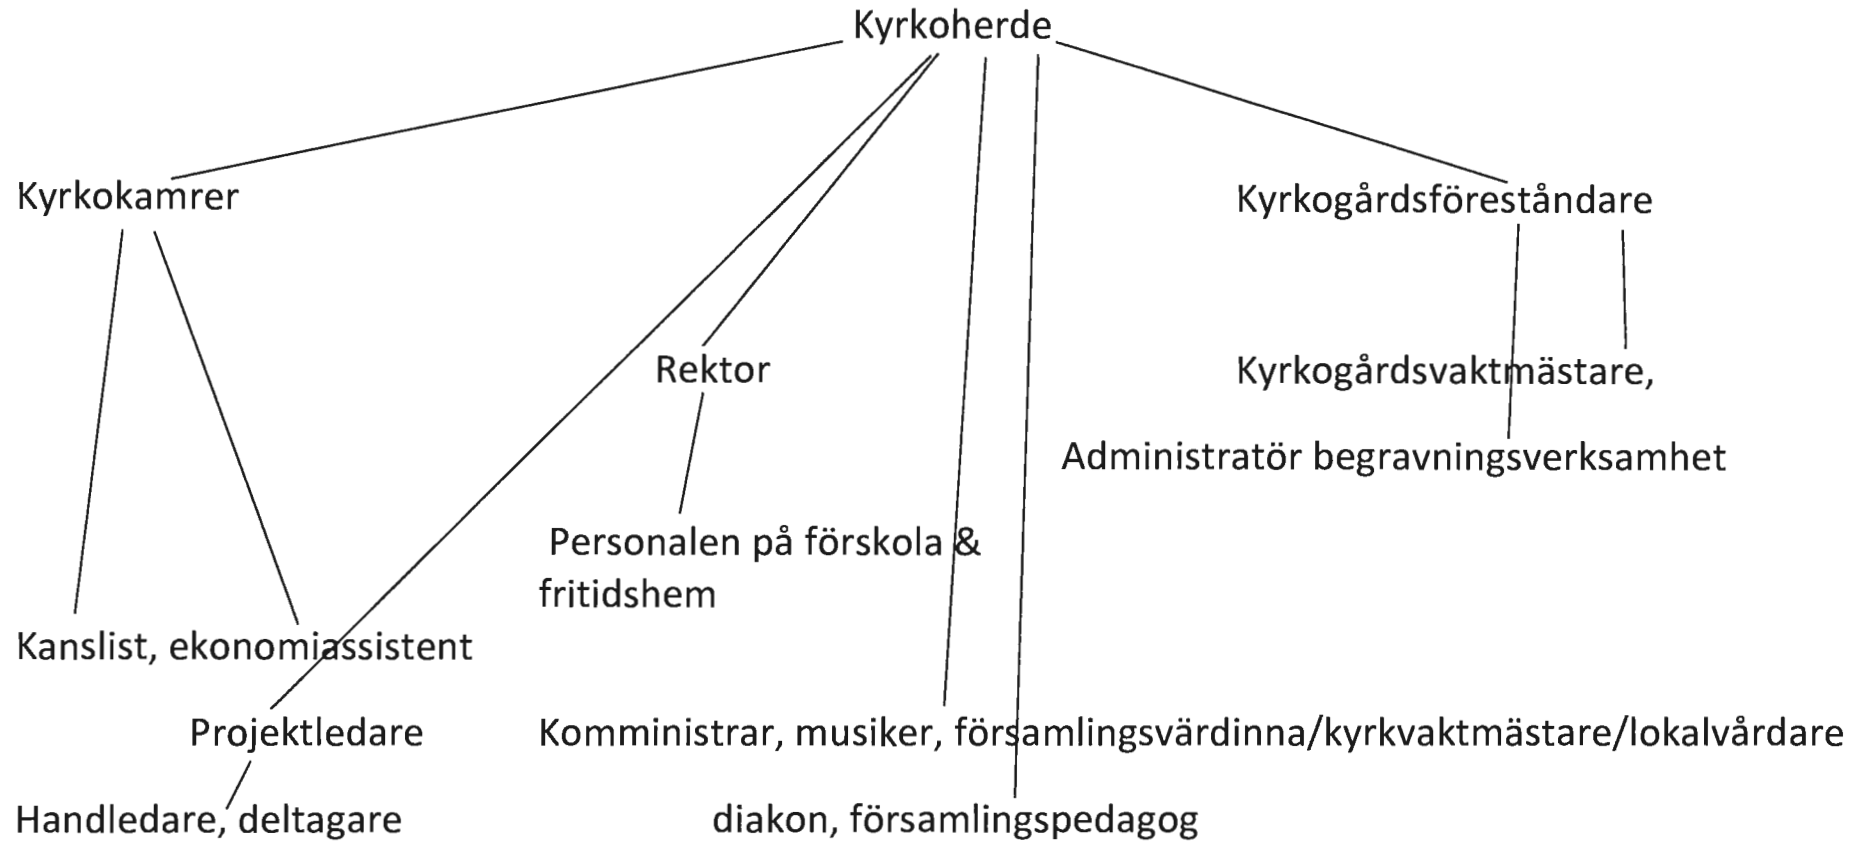 Kyrkoherde
Kyrkokamrer
Kyrkogårdsföreståndare
Rektor
Kyrkogårdsvaktmästare,
Administratör begravningsverksamhet
Personalen på förskola &
fritidshem
Kanslist, ekonomiassistent
Projektledare
Komministrar, musiker, församlingsvärdinna/kyrkvaktmästare/lokalvårdare
Handledare, deltagare
diakon, församlingspedagog